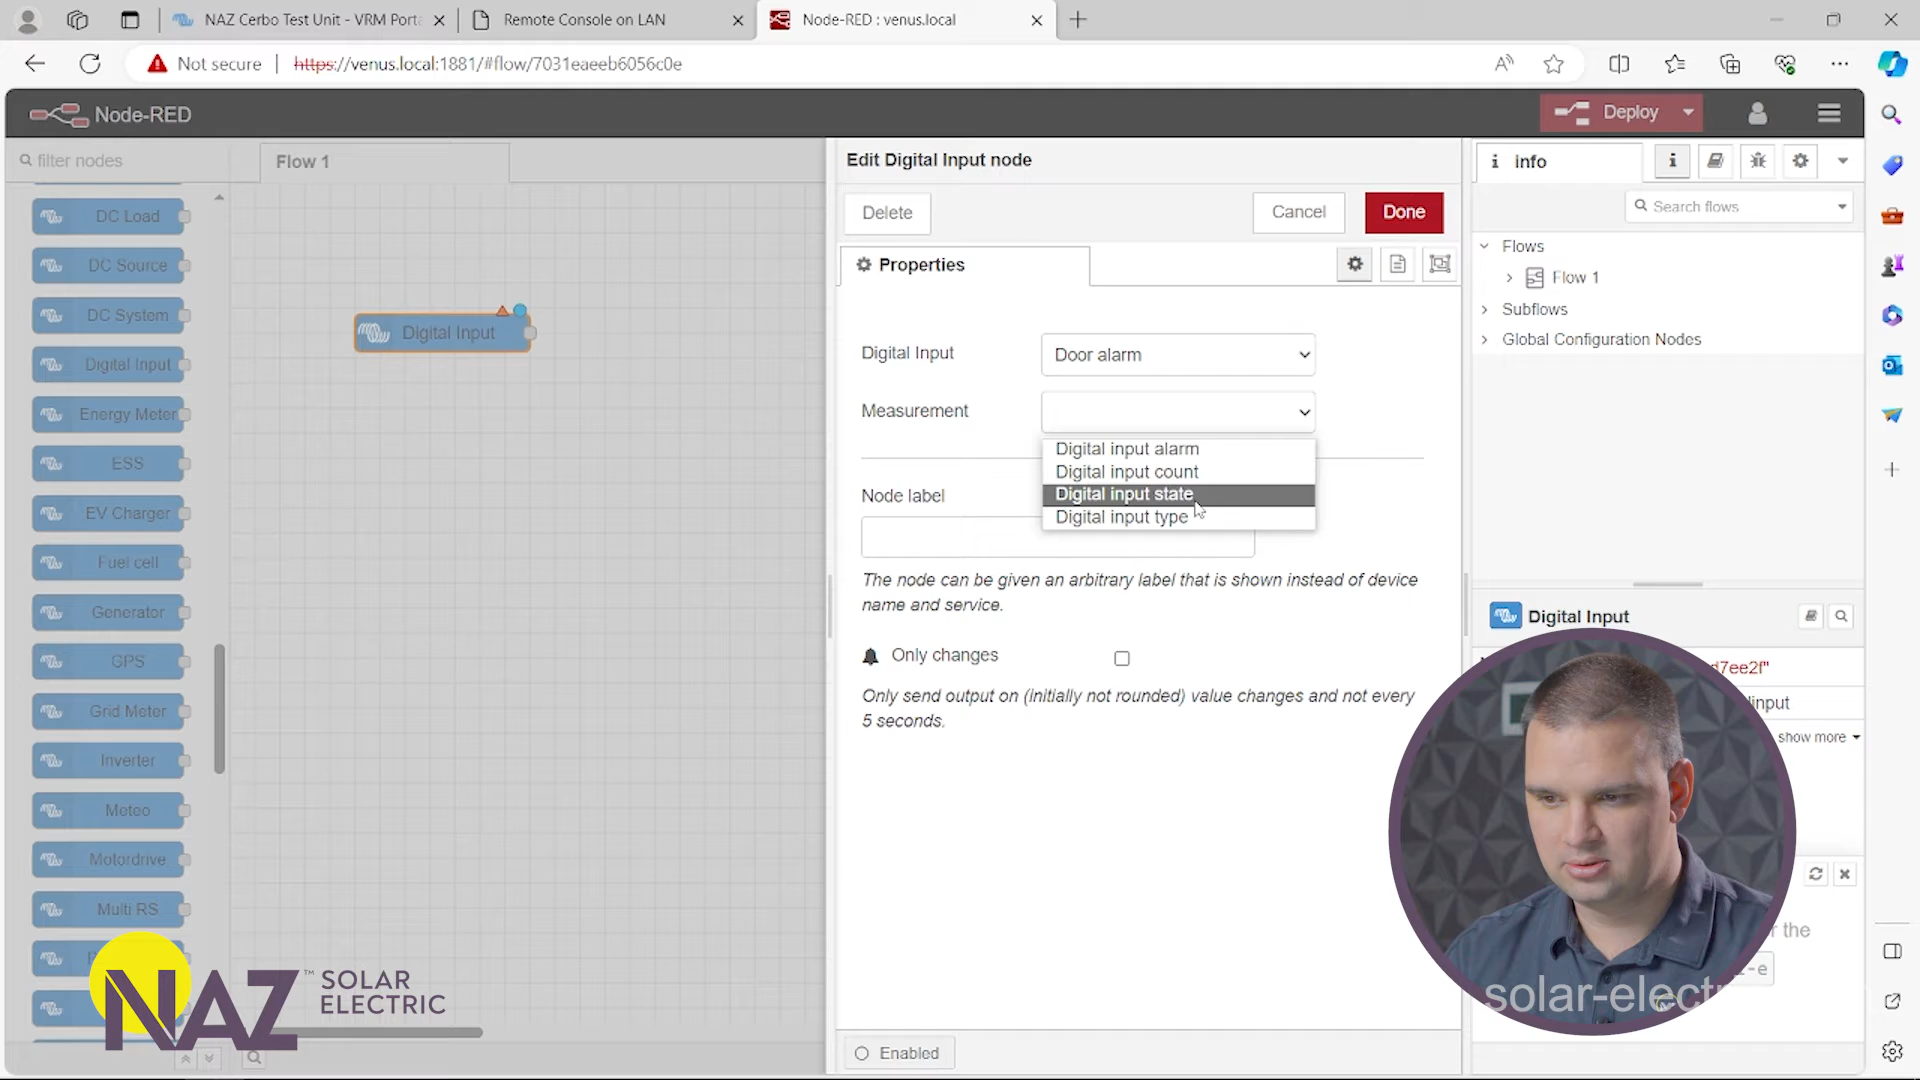 NAZ Cerbo Test Unit - VRM Porta
Remote Console on LAN
Node-RED : venus.local
Not secure
https://venus.local:1881/#flow/7031eaeeb6056c0e
Node-RED
Deploy
filter nodes
Flow 1
DC Load
DC Source
DC System
Digital Input
Energy Meter
ESS
EV Charger
Fuel cell
Generator
GPS
Grid Meter
Inverter
Meteo
Motordrive
Multi RS
Digital Input
Edit Digital Input node
Delete
Cancel
Done
Properties
Digital Input
Door alarm
Measurement
Digital input alarm
Digital input count
Digital input state
Digital input type
Node label
The node can be given an arbitrary label that is shown instead of device
name and service.
Only changes
Only send output on (initially not rounded) value changes and not every
5 seconds.
Enabled
i info
i
Search flows
Flows
Flow 1
Subflows
Global Configuration Nodes
Digital Input
d7ee2f"
input
show more
the
-e
NAZ™ SOLAR
ELECTRIC
solar-electr